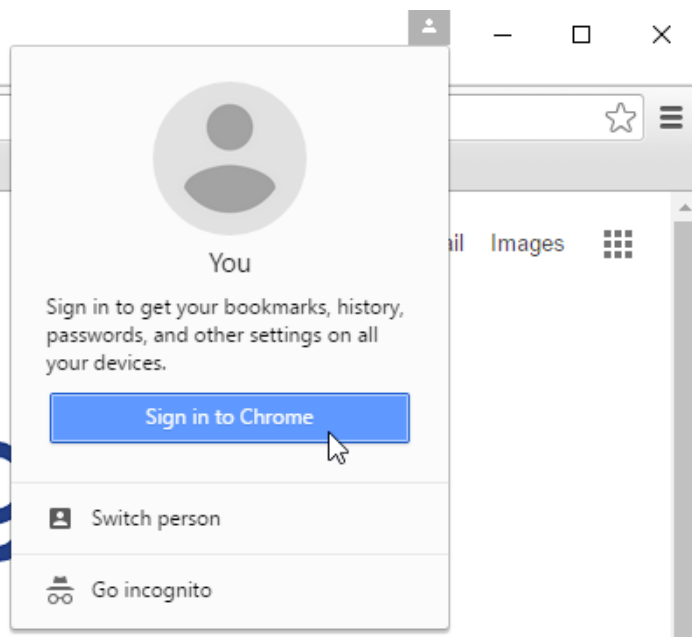 Images
You
Sign in to get your bookmarks, history,
passwords, and other settings on all
your devices.
Sign in to Chrome
Switch person
Go incognito